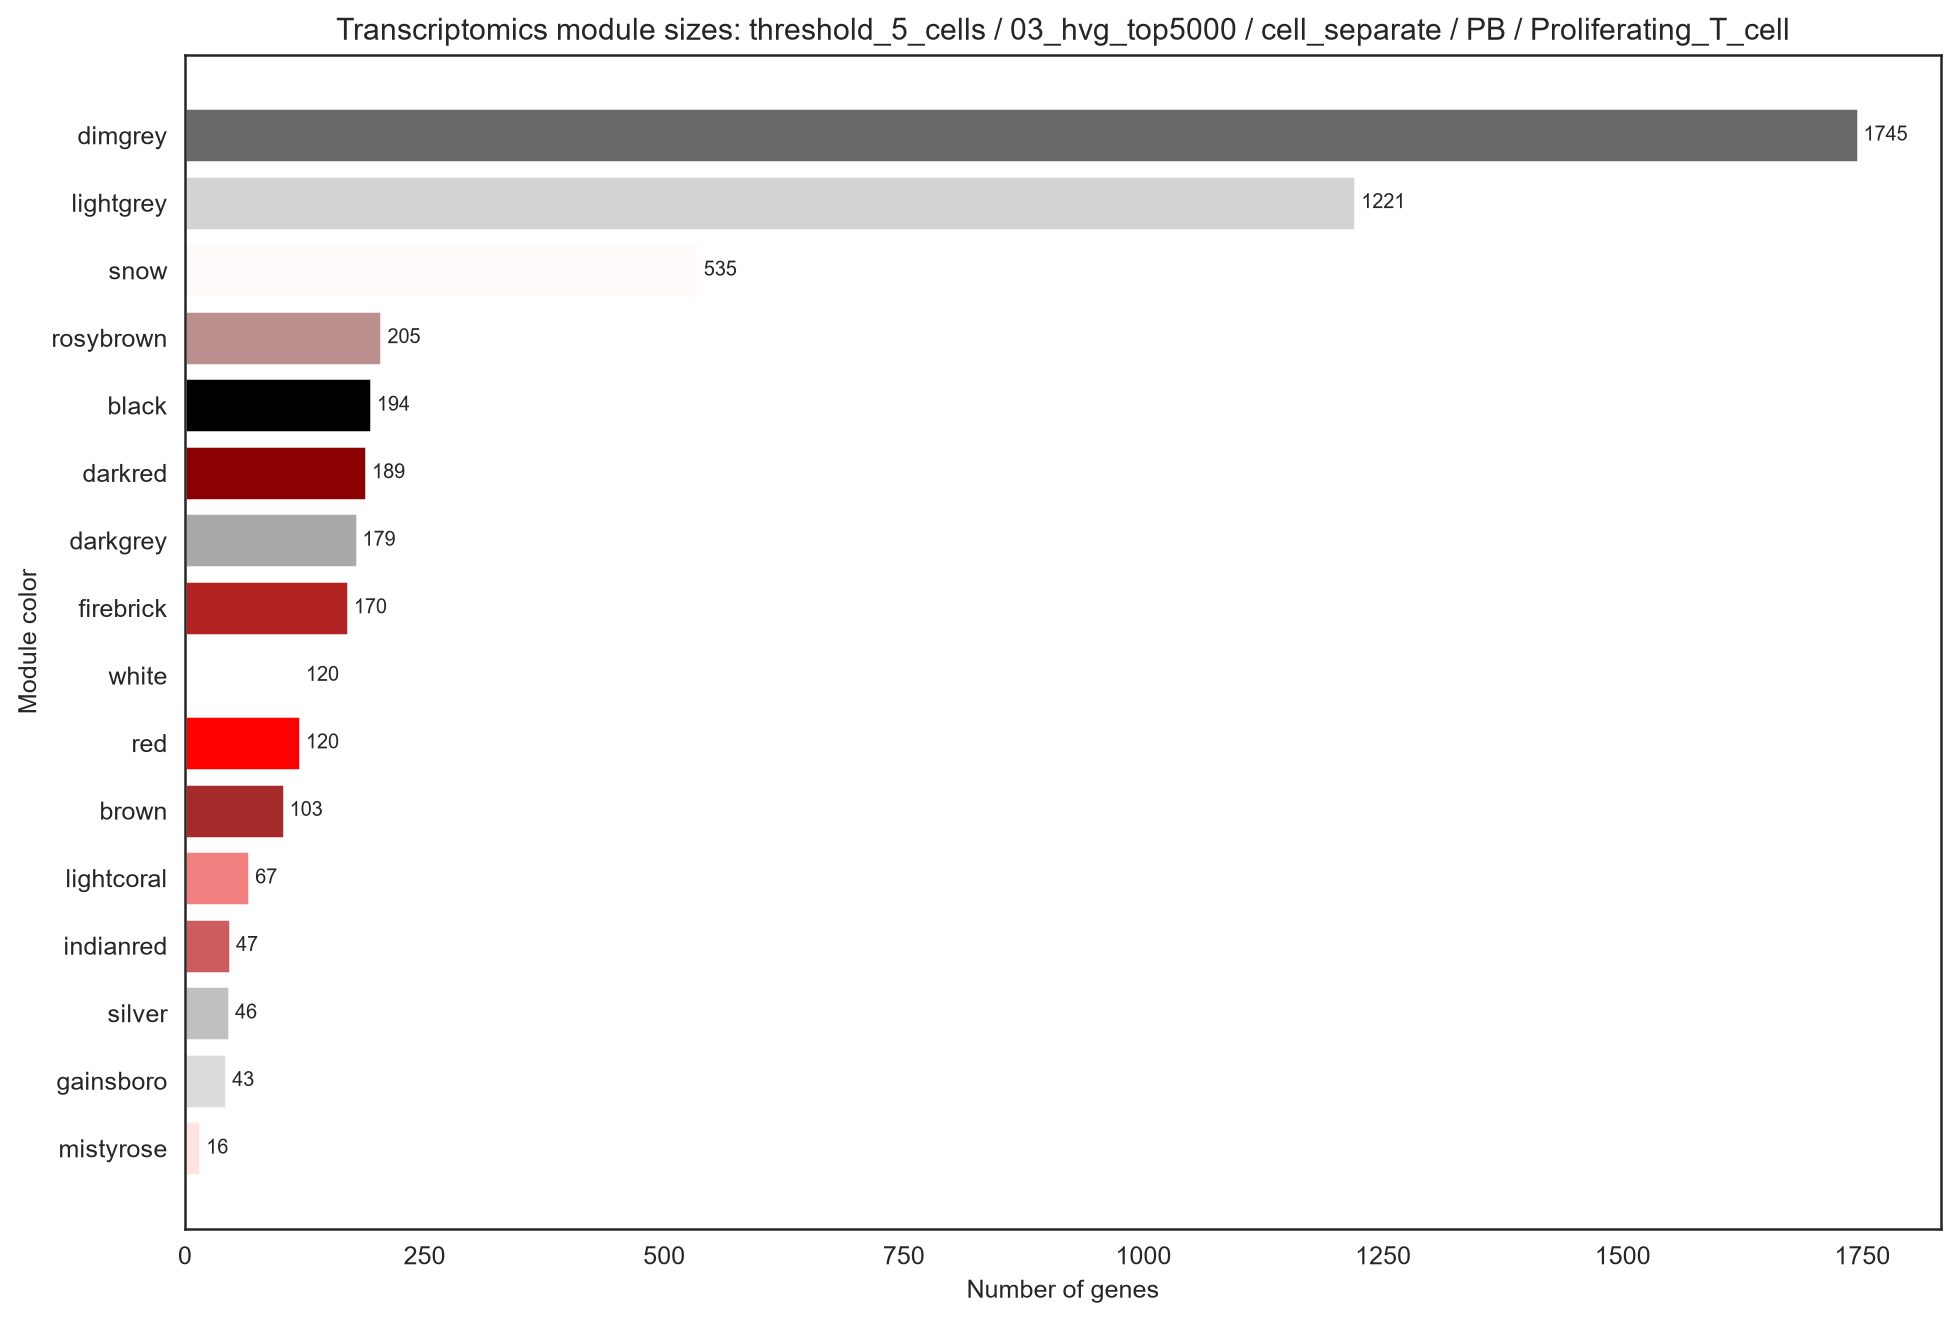 Transcriptomics module sizes: threshold_5_cells / 03_hvg_top5000 / cell_separate / PB / Proliferating_T_cell
Module color
dimgrey 1745
lightgrey 1221
snow 535
rosybrown 205
black 194
darkred 189
darkgrey 179
firebrick 170
white 120
red 120
brown 103
lightcoral 67
indianred 47
silver 46
gainsboro 43
mistyrose 16
0 250 500 750 1000 1250 1500 1750
Number of genes